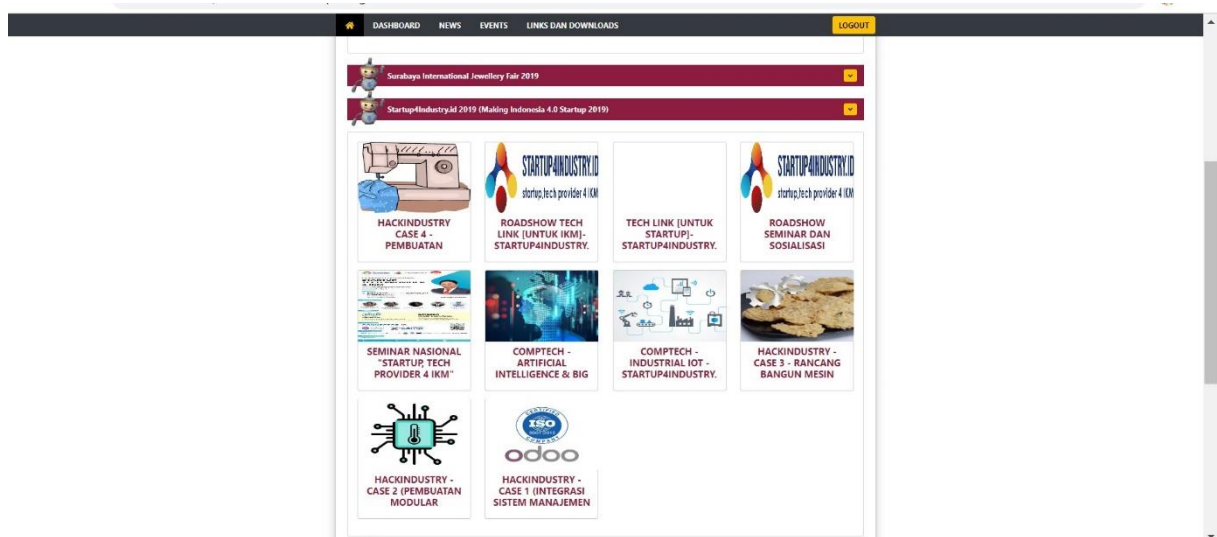 DASHBOARD NEWS EVENTS LINKS DAN DOWNLOADS LOGOUT
Surabaya International Jewellery Fair 2019
Startup4Industry.id 2019 (Making Indonesia 4.0 Startup 2019)
STARTUP4INDUSTRY.ID
startup,tech provider 4 IKM
STARTUP4INDUSTRY.ID
startup,tech provider 4 IKM
HACKINDUSTRY
CASE 4 -
PEMBUATAN
ROADSHOW TECH
LINK [UNTUK IKM]-
STARTUP4INDUSTRY.
TECH LINK [UNTUK
STARTUP]-
STARTUP4INDUSTRY.
ROADSHOW
SEMINAR DAN
SOSIALISASI
SEMINAR NASIONAL
"STARTUP, TECH
PROVIDER 4 IKM"
COMPTECH -
ARTIFICIAL
INTELLIGENCE & BIG
COMPTECH -
INDUSTRIAL IOT -
STARTUP4INDUSTRY.
HACKINDUSTRY -
CASE 3 - RANCANG
BANGUN MESIN
CERTIFIED
ISO
COMPANY
odoo
HACKINDUSTRY -
CASE 2 (PEMBUATAN
MODULAR
HACKINDUSTRY -
CASE 1 (INTEGRASI
SISTEM MANAJEMEN